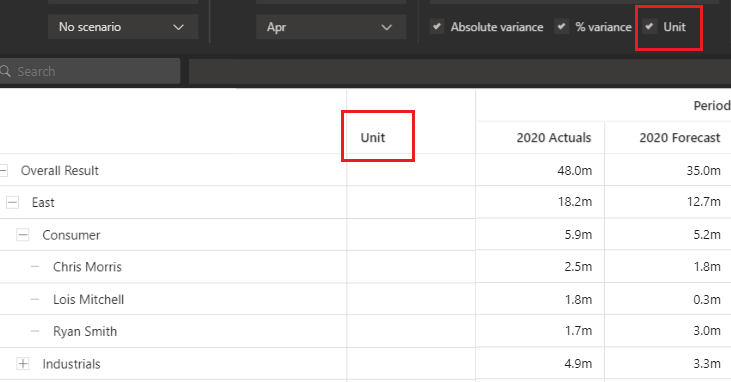 No scenario Apr Absolute variance % variance Unit
Search
Period
Unit 2020 Actuals 2020 Forecast
Overall Result 48.0m 35.0m
East 18.2m 12.7m
Consumer 5.9m 5.2m
Chris Morris 2.5m 1.8m
Lois Mitchell 1.8m 0.3m
Ryan Smith 1.7m 3.0m
Industrials 4.9m 3.3m